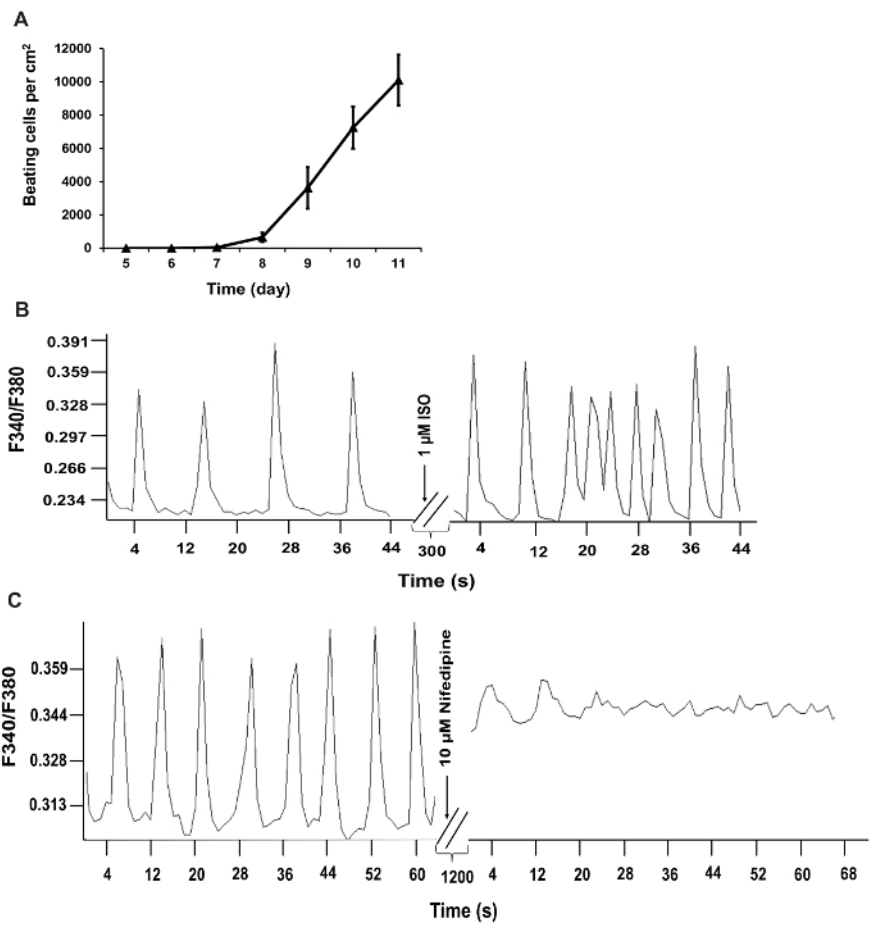 A
Beating cells per cm²
12000
10000
8000
6000
4000
2000
0
5 6 7 8 9 10 11
Time (day)
B
F340/F380
0.391
0.359
0.328
0.297
0.266
0.234
1 µM ISO
4 12 20 28 36 44 300 4 12 20 28 36 44
Time (s)
C
F340/F380
0.359
0.344
0.328
0.313
10 µM Nifedipine
4 12 20 28 36 44 52 60 1200 4 12 20 28 36 44 52 60 68
Time (s)